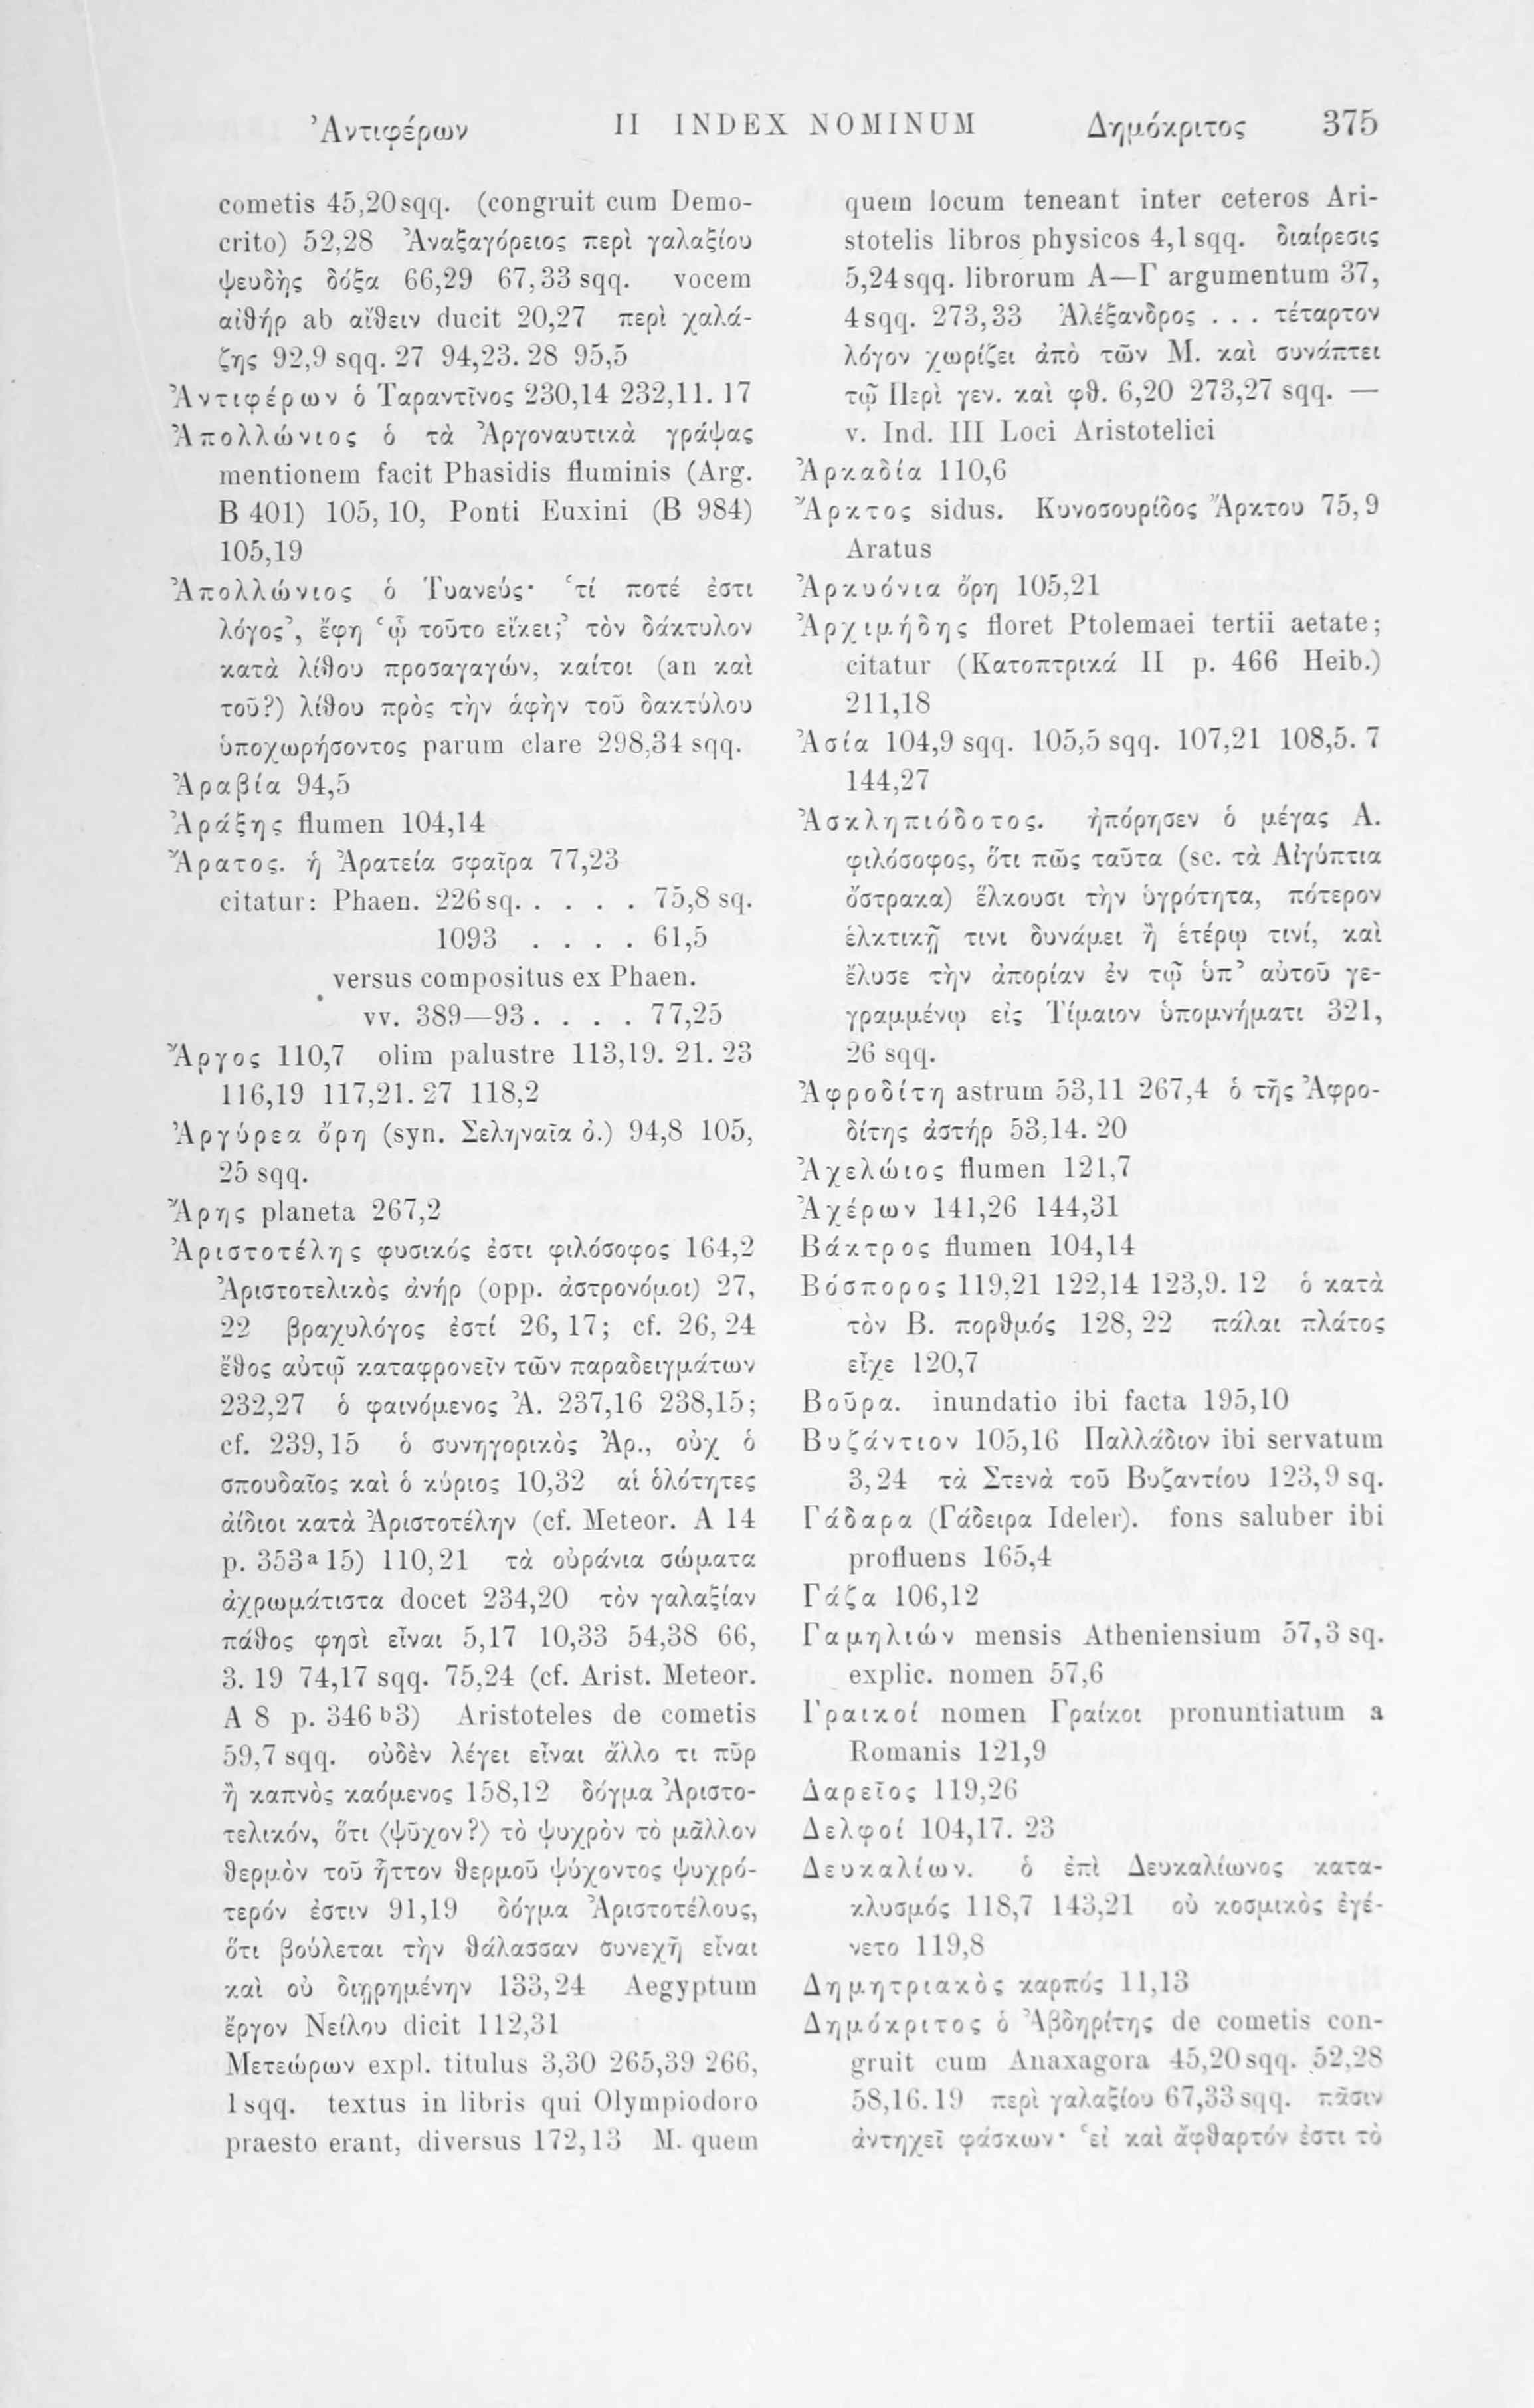 Ἀντιφέρων II INDEX NOMINUM Δημόκριτος 375
cometis 45,20sqq. (congruit cum Demo-
crito) 52,28 Ἀναξαγόρειος περὶ γαλαξίου
ψευδὴς δόξα 66,29 67,33 sqq. vocem
αἰθήρ ab αἴθειν ducit 20,27 περὶ χαλά-
ζης 92,9 sqq. 27 94,23. 28 95,5
Ἀντιφέρων ὁ Ταραντῖνος 230,14 232,11. 17
Ἀπολλώνιος ὁ τὰ Ἀργοναυτικὰ γράψας
mentionem facit Phasidis fluminis (Arg.
B 401) 105, 10, Ponti Euxini (B 984)
105,19
Ἀπολλώνιος ὁ Τυανεύς· ‘τί ποτέ ἐστι
λόγος’, ἔφη ‘ᾧ τοῦτο εἴκει;’ τὸν δάκτυλον
κατὰ λίθου προσαγαγών, καίτοι (an καὶ
τοῦ?) λίθου πρὸς τὴν ἁφὴν τοῦ δακτύλου
ὑποχωρήσοντος parum clare 298,34 sqq.
Ἀραβία 94,5
Ἀράξης flumen 104,14
Ἄρατος. ἡ Ἀρατεία σφαῖρα 77,23
citatur: Phaen. 226sq. . . . . 75,8 sq.
1093 . . . . 61,5
versus compositus ex Phaen.
vv. 389—93. . . . 77,25
Ἄργος 110,7 olim palustre 113,19. 21. 23
116,19 117,21. 27 118,2
Ἀργύρεα ὄρη (syn. Σεληναῖα ὀ.) 94,8 105,
25 sqq.
Ἄρης planeta 267,2
Ἀριστοτέλης φυσικός ἐστι φιλόσοφος 164,2
Ἀριστοτελικὸς ἀνήρ (opp. ἀστρονόμοι) 27,
22 βραχυλόγος ἐστί 26, 17; cf. 26, 24
ἔθος αὐτῷ καταφρονεῖν τῶν παραδειγμάτων
232,27 ὁ φαινόμενος Ἀ. 237,16 238,15;
cf. 239, 15 ὁ συνηγορικὸς Ἀρ., οὐχ ὁ
σπουδαῖος καὶ ὁ κύριος 10,32 αἱ ὁλότητες
ἀίδιοι κατὰ Ἀριστοτέλην (cf. Meteor. A 14
p. 353ᵃ 15) 110,21 τὰ οὐράνια σώματα
ἀχρωμάτιστα docet 234,20 τὸν γαλαξίαν
πάθος φησὶ εἶναι 5,17 10,33 54,38 66,
3. 19 74,17 sqq. 75,24 (cf. Arist. Meteor.
A 8 p. 346ᵇ3) Aristoteles de cometis
59,7 sqq. οὐδὲν λέγει εἶναι ἄλλο τι πῦρ
ἢ καπνὸς καόμενος 158,12 δόγμα Ἀριστο-
τελικόν, ὅτι ⟨ψῦχον?⟩ τὸ ψυχρὸν τὸ μᾶλλον
θερμὸν τοῦ ἧττον θερμοῦ ψύχοντος ψυχρό-
τερόν ἐστιν 91,19 δόγμα Ἀριστοτέλους,
ὅτι βούλεται τὴν θάλασσαν συνεχῆ εἶναι
καὶ οὐ διῃρημένην 133,24 Aegyptum
ἔργον Νείλου dicit 112,31
Μετεώρων expl. titulus 3,30 265,39 266,
1 sqq. textus in libris qui Olympiodoro
praesto erant, diversus 172,13 M. quem
quem locum teneant inter ceteros Ari-
stotelis libros physicos 4,1 sqq. διαίρεσις
5,24 sqq. librorum A—Γ argumentum 37,
4 sqq. 273,33 Ἀλέξανδρος . . . τέταρτον
λόγον χωρίζει ἀπὸ τῶν M. καὶ συνάπτει
τῷ Περὶ γεν. καὶ φθ. 6,20 273,27 sqq. —
v. Ind. III Loci Aristotelici
Ἀρκαδία 110,6
Ἄρκτος sidus. Κυνοσουρίδος Ἄρκτου 75, 9
Aratus
Ἀρκυόνια ὄρη 105,21
Ἀρχιμήδης floret Ptolemaei tertii aetate;
citatur (Κατοπτρικά II p. 466 Heib.)
211,18
Ἀσία 104,9 sqq. 105,5 sqq. 107,21 108,5. 7
144,27
Ἀσκληπιόδοτος. ἠπόρησεν ὁ μέγας Ἀ.
φιλόσοφος, ὅτι πῶς ταῦτα (sc. τὰ Αἰγύπτια
ὄστρακα) ἕλκουσι τὴν ὑγρότητα, πότερον
ἑλκτικῇ τινι δυνάμει ἢ ἑτέρῳ τινί, καὶ
ἔλυσε τὴν ἀπορίαν ἐν τῷ ὑπ’ αὐτοῦ γε-
γραμμένῳ εἰς Τίμαιον ὑπομνήματι 321,
26 sqq.
Ἀφροδίτη astrum 53,11 267,4 ὁ τῆς Ἀφρο-
δίτης ἀστήρ 53,14. 20
Ἀχελώιος flumen 121,7
Ἀχέρων 141,26 144,31
Βάκτρος flumen 104,14
Βόσπορος 119,21 122,14 123,9. 12 ὁ κατὰ
τὸν B. πορθμός 128, 22 πάλαι πλάτος
εἶχε 120,7
Βοῦρα. inundatio ibi facta 195,10
Βυζάντιον 105,16 Παλλάδιον ibi servatum
3,24 τὰ Στενὰ τοῦ Βυζαντίου 123,9 sq.
Γάδαρα (Γάδειρα Ideler). fons saluber ibi
profluens 165,4
Γάζα 106,12
Γαμηλιών mensis Atheniensium 57,3 sq.
explic. nomen 57,6
Γραικοί nomen Γραίκοι pronuntiatum a
Romanis 121,9
Δαρεῖος 119,26
Δελφοί 104,17. 23
Δευκαλίων. ὁ ἐπὶ Δευκαλίωνος κατα-
κλυσμός 118,7 143,21 οὐ κοσμικὸς ἐγέ-
νετο 119,8
Δημητριακὸς καρπός 11,13
Δημόκριτος ὁ Ἀβδηρίτης de cometis con-
gruit cum Anaxagora 45,20sqq. 52,28
58,16. 19 περὶ γαλαξίου 67,33 sqq. πᾶσιν
ἀντηχεῖ φάσκων· ‘εἰ καὶ ἄφθαρτόν ἐστι τὸ